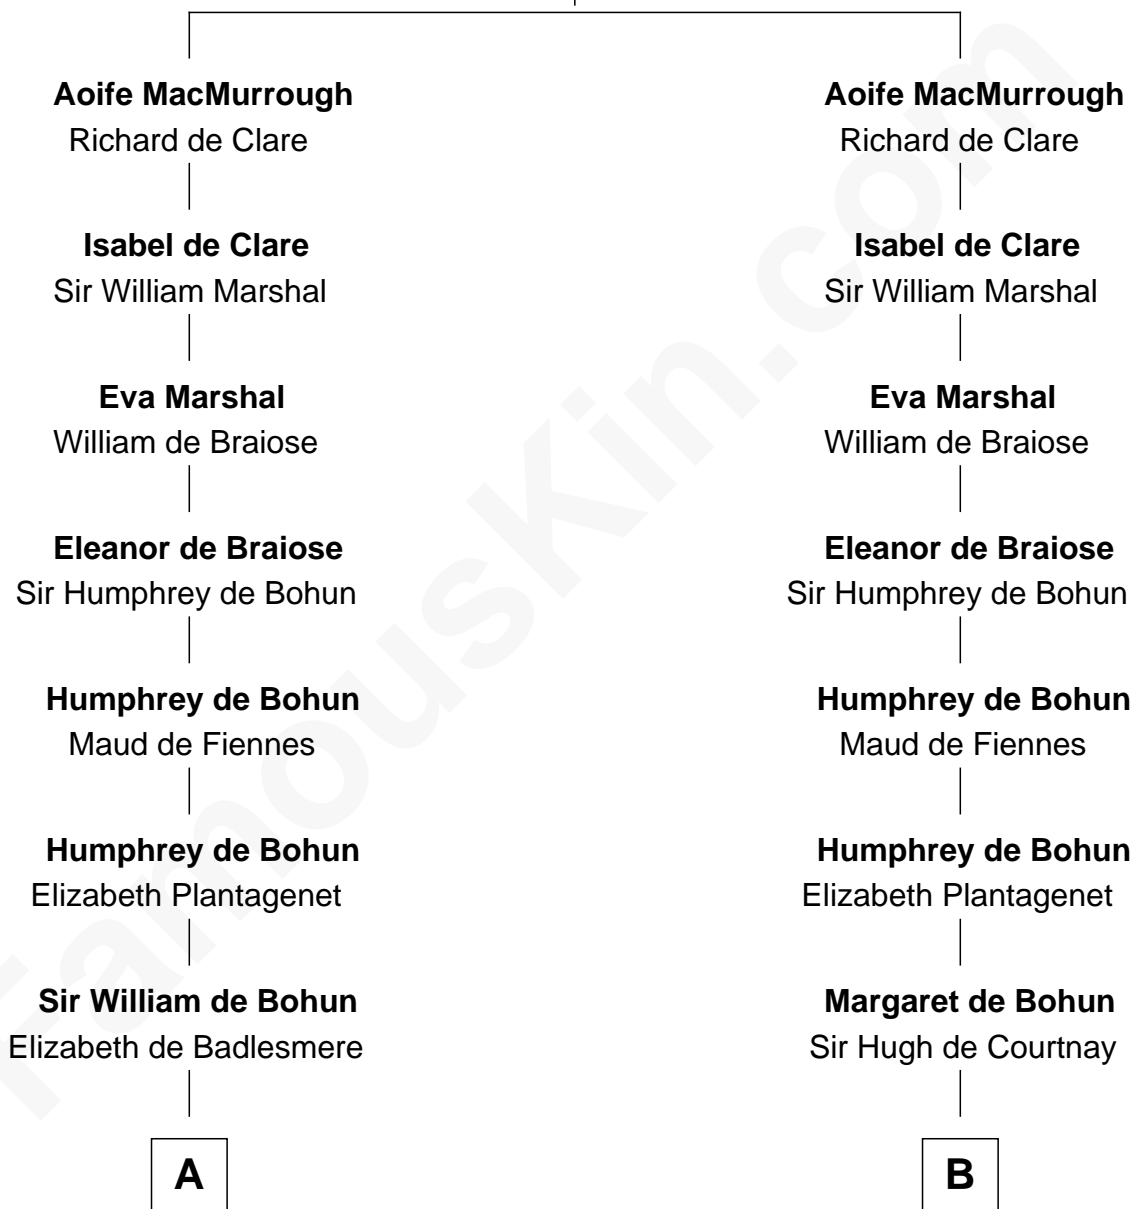 Aoife MacMurrough
Richard de Clare
Isabel de Clare
Sir William Marshal
Eva Marshal
William de Braiose
Eleanor de Braiose
Sir Humphrey de Bohun
Humphrey de Bohun
Maud de Fiennes
Humphrey de Bohun
Elizabeth Plantagenet
Sir William de Bohun
Elizabeth de Badlesmere
A
Aoife MacMurrough
Richard de Clare
Isabel de Clare
Sir William Marshal
Eva Marshal
William de Braiose
Eleanor de Braiose
Sir Humphrey de Bohun
Humphrey de Bohun
Maud de Fiennes
Humphrey de Bohun
Elizabeth Plantagenet
Margaret de Bohun
Sir Hugh de Courtnay
B
FamousKin.com